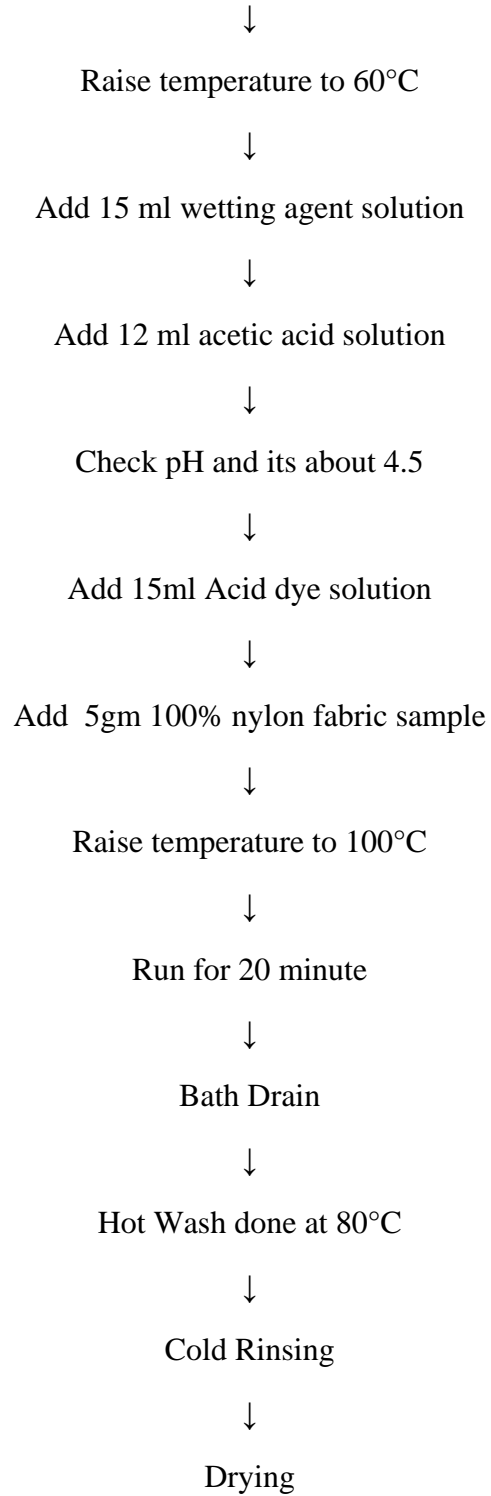 ↓
Raise temperature to 60°C
↓
Add 15 ml wetting agent solution
↓
Add 12 ml acetic acid solution
↓
Check pH and its about 4.5
↓
Add 15ml Acid dye solution
↓
Add  5gm 100% nylon fabric sample
↓
Raise temperature to 100°C
↓
Run for 20 minute
↓
Bath Drain
↓
Hot Wash done at 80°C
↓
Cold Rinsing
↓
Drying